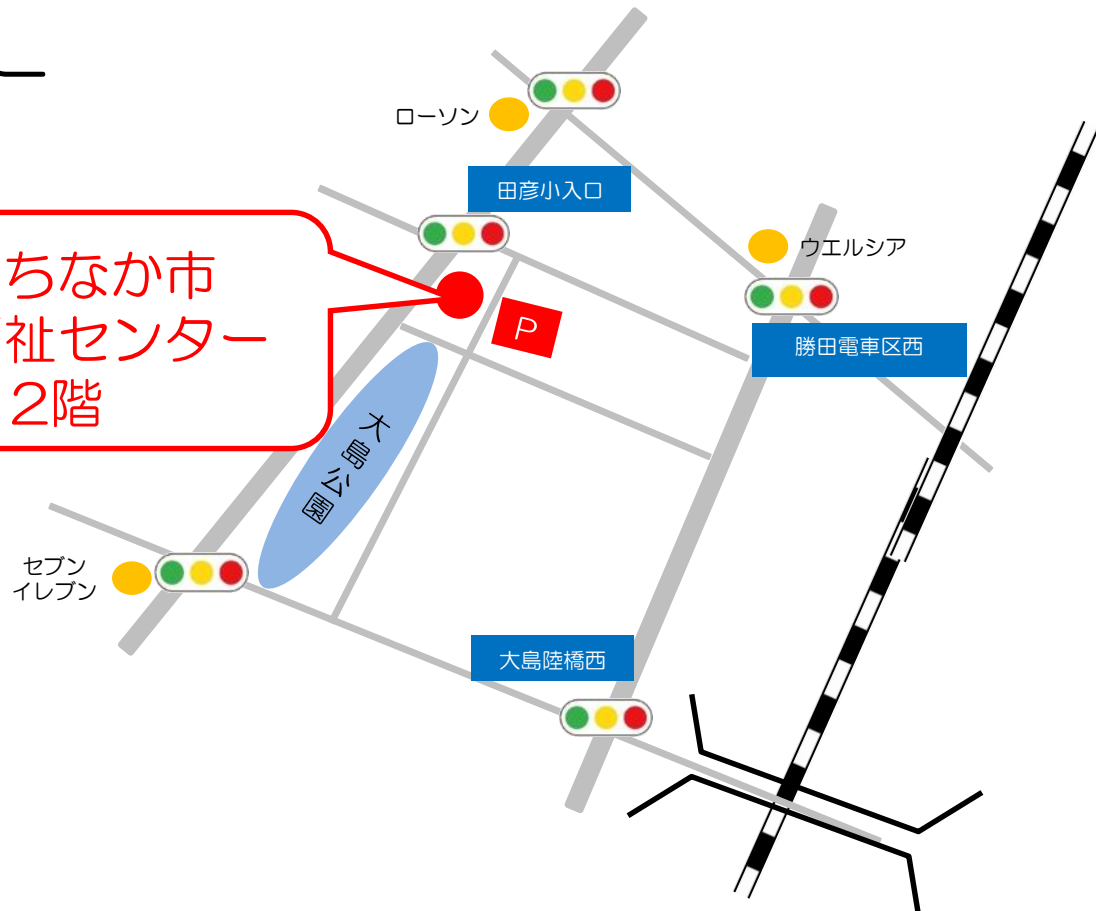 ローソン
田彦小入口
ウエルシア
ちなか市
祉センター
2階
P
勝田電車区西
大島公園
セブン
イレブン
大島陸橋西